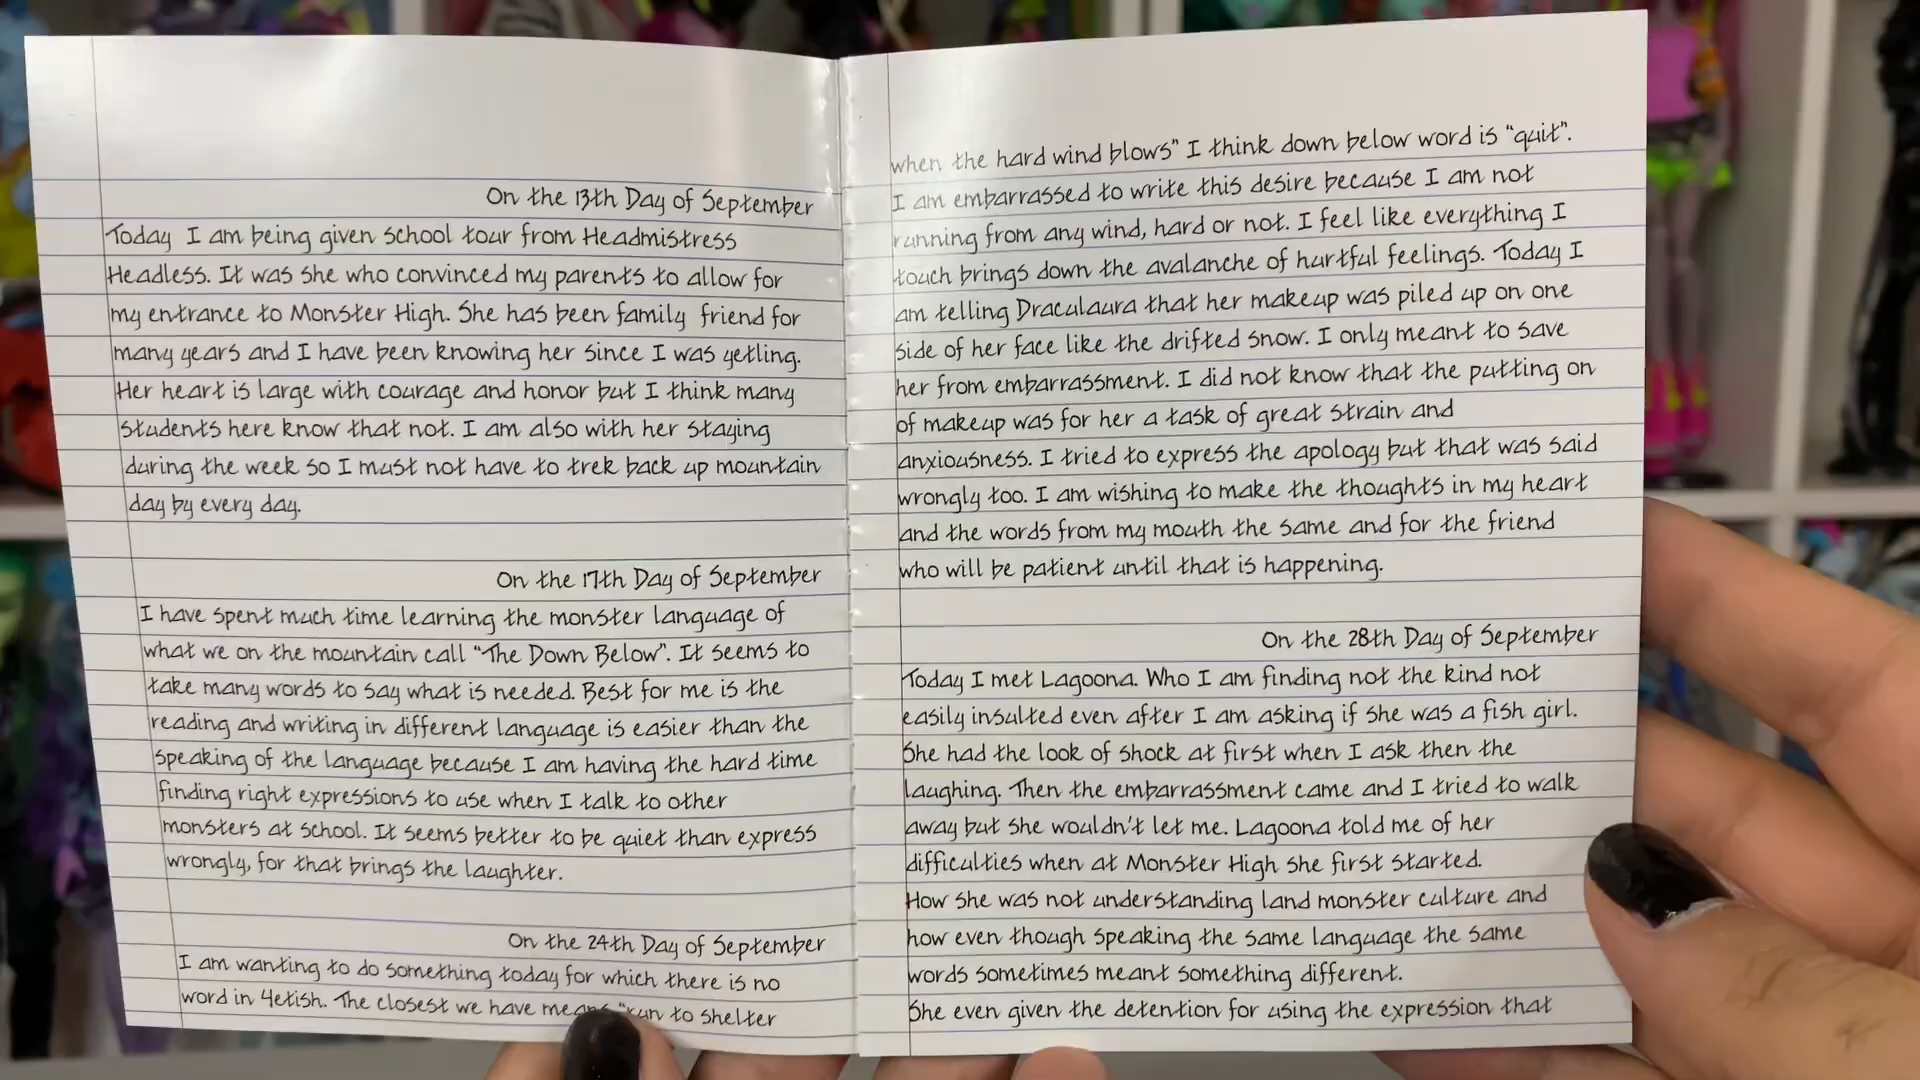 On the 13th Day of September
Today I am being given school tour from Headmistress
Headless. It was she who convinced my parents to allow for
my entrance to Monster High. She has been family friend for
many years and I have been knowing her since I was yetling.
Her heart is large with courage and honor but I think many
students here know that not. I am also with her staying
during the week so I must not have to trek back up mountain
day by every day.
On the 17th Day of September
I have spent much time learning the monster language of
what we on the mountain call "The Down Below". It seems to
take many words to say what is needed. Best for me is the
reading and writing in different language is easier than the
speaking of the language because I am having the hard time
finding right expressions to use when I talk to other
monsters at school. It seems better to be quiet than express
wrongly, for that brings the laughter.
On the 24th Day of September
I am wanting to do something today for which there is no
word in Yetish. The closest we have means "run to shelter
when the hard wind blows" I think down below word is "quit".
I am embarrassed to write this desire because I am not
running from any wind, hard or not. I feel like everything I
touch brings down the avalanche of hurtful feelings. Today I
am telling Draculaura that her makeup was piled up on one
side of her face like the drifted snow. I only meant to save
her from embarrassment. I did not know that the putting on
of makeup was for her a task of great strain and
anxiousness. I tried to express the apology but that was said
wrongly too. I am wishing to make the thoughts in my heart
and the words from my mouth the same and for the friend
who will be patient until that is happening.
On the 28th Day of September
Today I met Lagoona. Who I am finding not the kind not
easily insulted even after I am asking if she was a fish girl.
She had the look of shock at first when I ask then the
laughing. Then the embarrassment came and I tried to walk
away but she wouldn't let me. Lagoona told me of her
difficulties when at Monster High she first started.
How she was not understanding land monster culture and
how even though speaking the same language the same
words sometimes meant something different.
She even given the detention for using the expression that